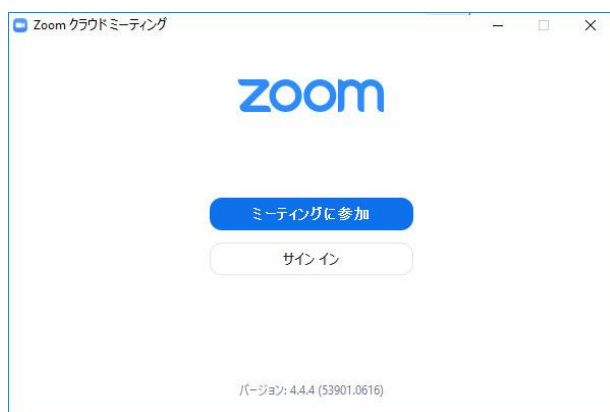 Zoom クラウドミーティング
zoom
ミーティングに参加
サイン イン
バージョン: 4.4.4 (53901.0616)